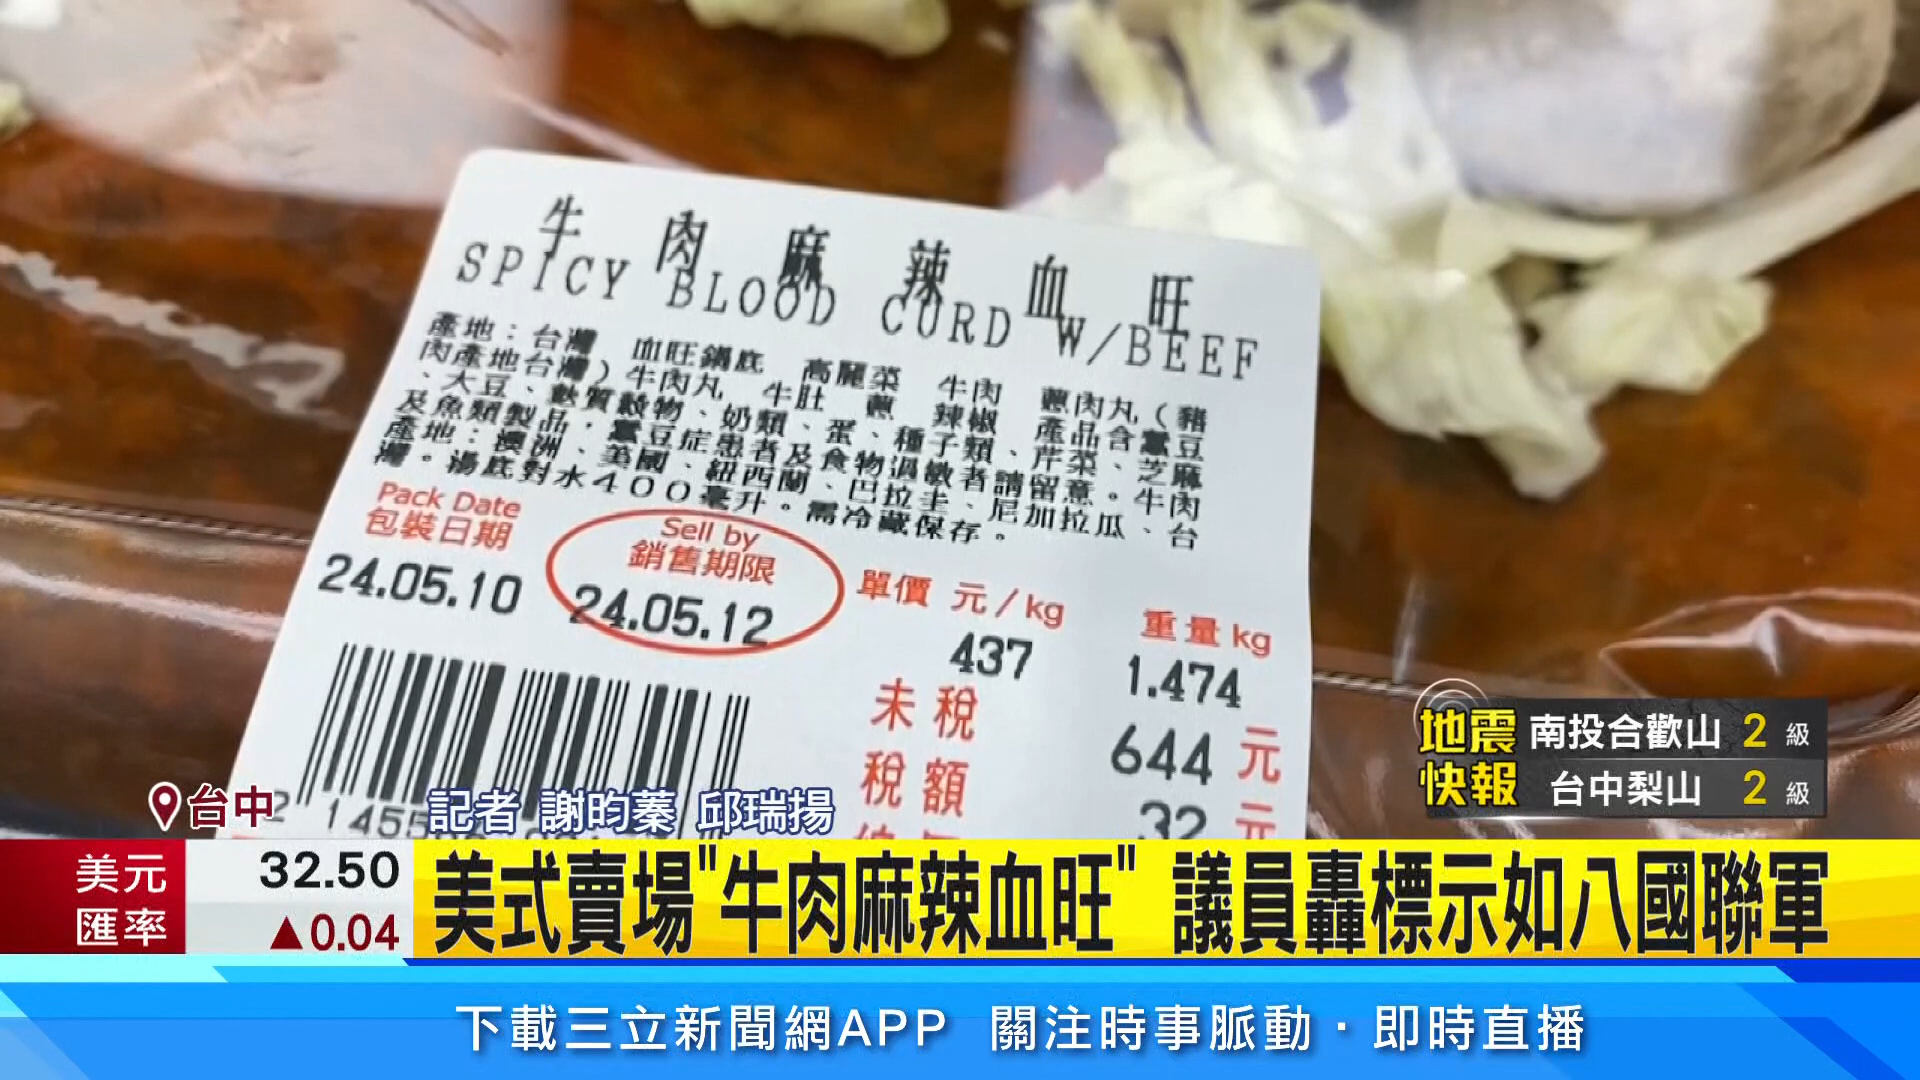 牛肉麻辣血旺
SPICY BLOOD CURD W/BEEF
產地：台灣 血旺鍋底 高麗菜 牛肉 蔥肉丸（豬
肉產地台灣）牛肉丸 牛肚 蔥 辣椒 產品含蠶豆
、大豆、麩質穀物、奶類、蛋、種子類、芹菜、芝麻
及魚類製品，蠶豆症患者及食物過敏者請留意。牛肉
產地：澳洲、美國、紐西蘭、巴拉圭、尼加拉瓜、台
灣。湯底對水４００毫升。需冷藏保存。
Pack Date
包裝日期
24.05.10
Sell by
銷售期限
24.05.12
單價 元/kg
437
重量 kg
1.474
未稅
644 元
稅額
32 元
2 1455
地震快報
南投合歡山 2 級
台中梨山 2 級
台中
記者 謝昀蓁 邱瑞揚
美元匯率
32.50
▲0.04
美式賣場"牛肉麻辣血旺" 議員轟標示如八國聯軍
下載三立新聞網APP 關注時事脈動・即時直播